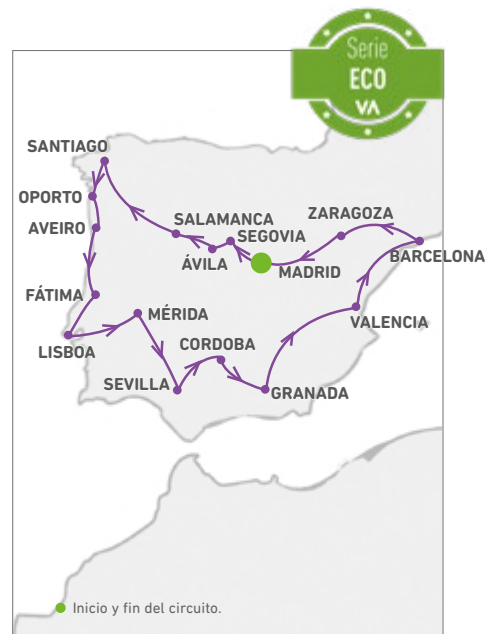 Serie
ECO
VA
SANTIAGO
OPORTO
AVEIRO
SALAMANCA
SEGOVIA
ZARAGOZA
ÁVILA
MADRID
BARCELONA
FÁTIMA
MÉRIDA
VALENCIA
LISBOA
CORDOBA
SEVILLA
GRANADA
Inicio y fin del circuito.